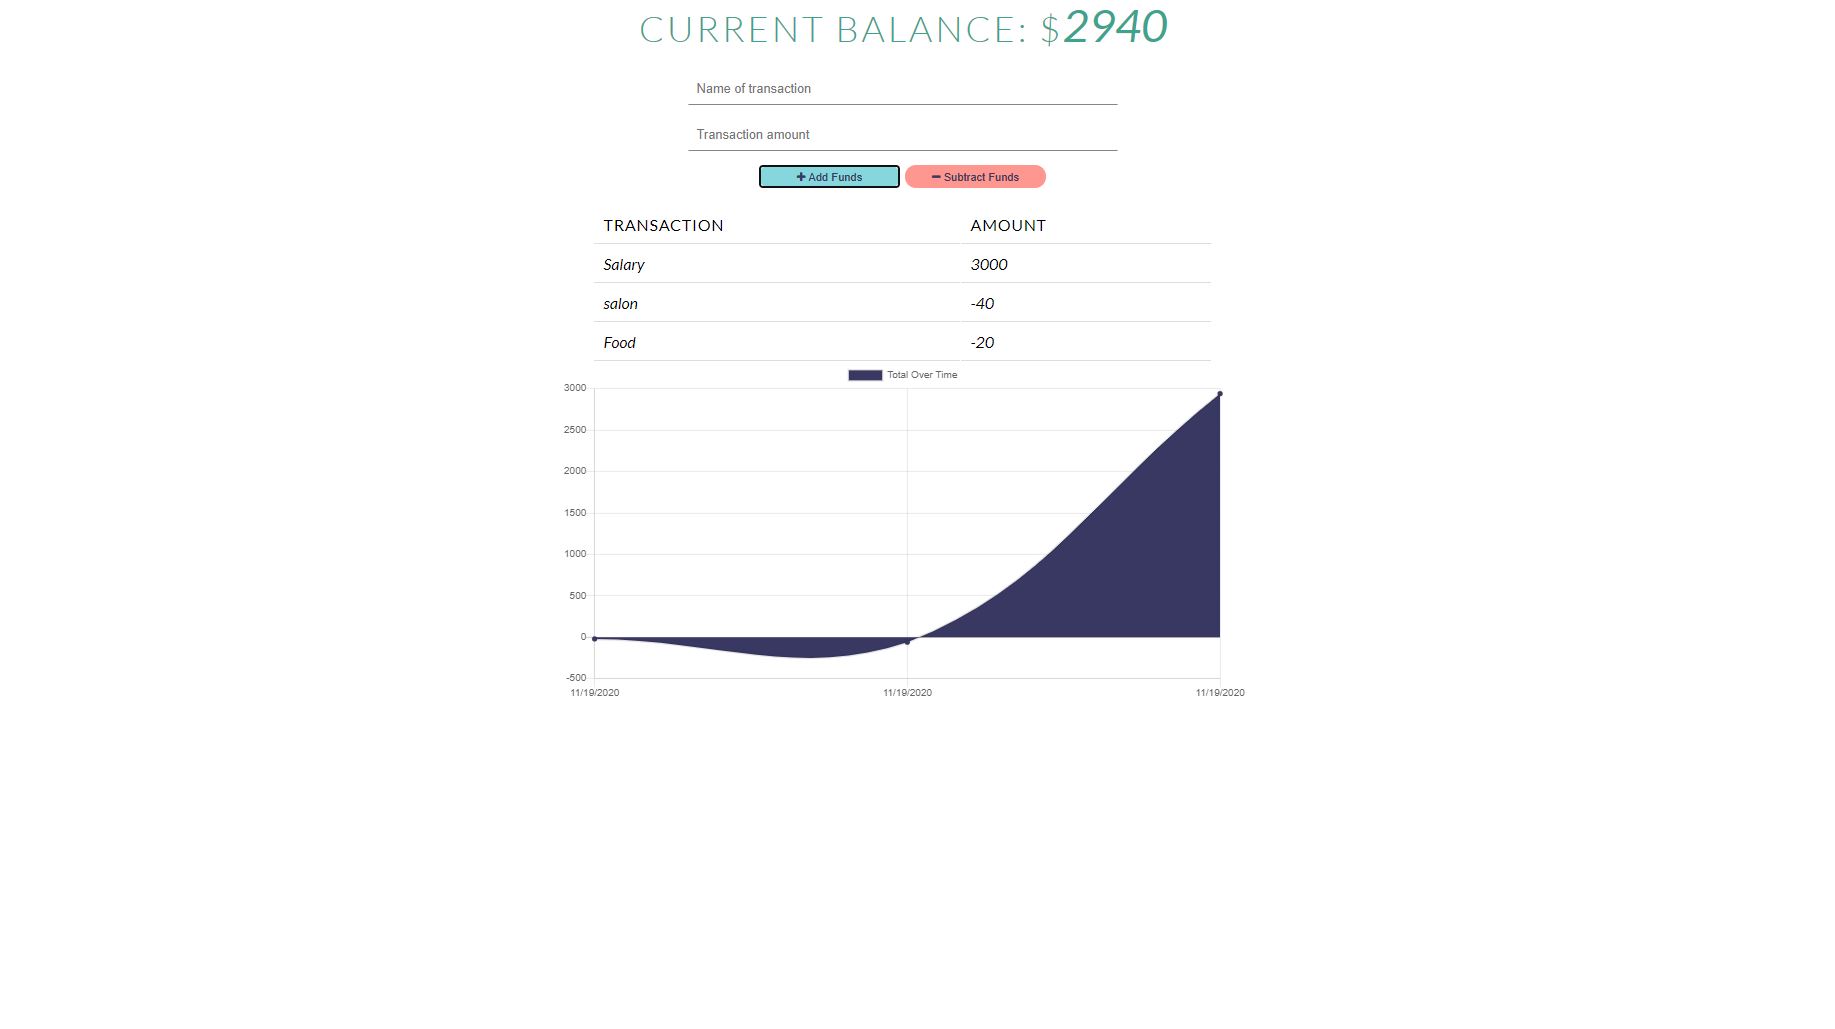 CURRENT BALANCE: $2940
Name of transaction
Transaction amount
Add Funds
Subtract Funds
TRANSACTION AMOUNT
Salary 3000
salon -40
Food -20
Total Over Time
3000
2500
2000
1500
1000
500
0
-500
11/19/2020 11/19/2020 11/19/2020